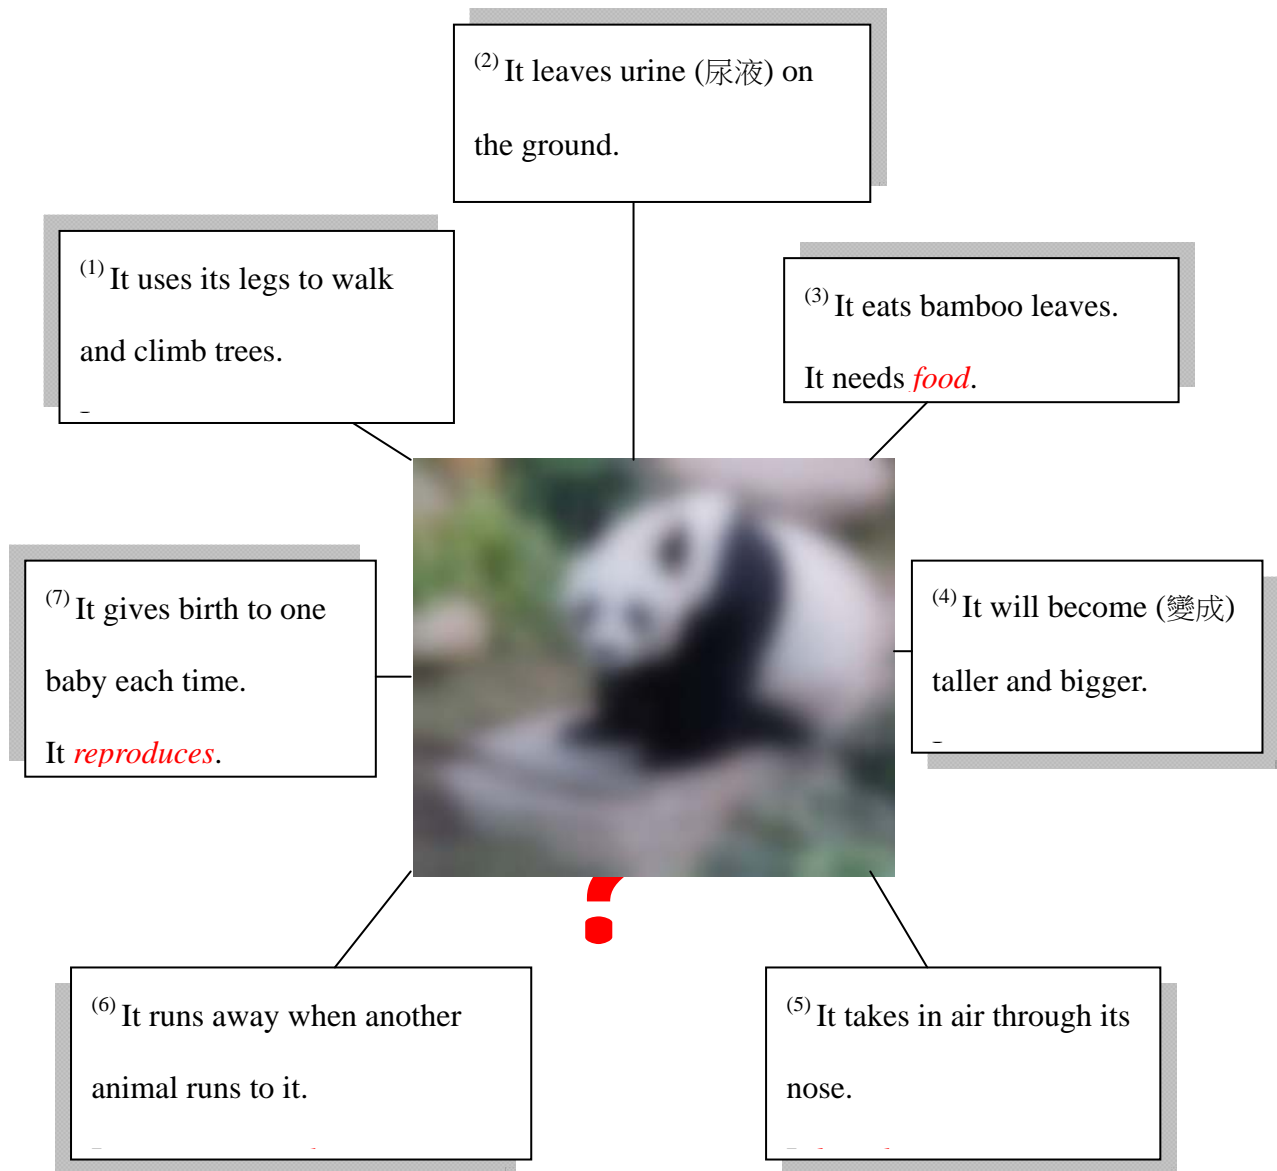 (2) It leaves urine (尿液) on
the ground.
(1) It uses its legs to walk
and climb trees.
(3) It eats bamboo leaves.
It needs food.
(7) It gives birth to one
baby each time.
It reproduces.
(4) It will become (變成)
taller and bigger.
?
(6) It runs away when another
animal runs to it.
(5) It takes in air through its
nose.